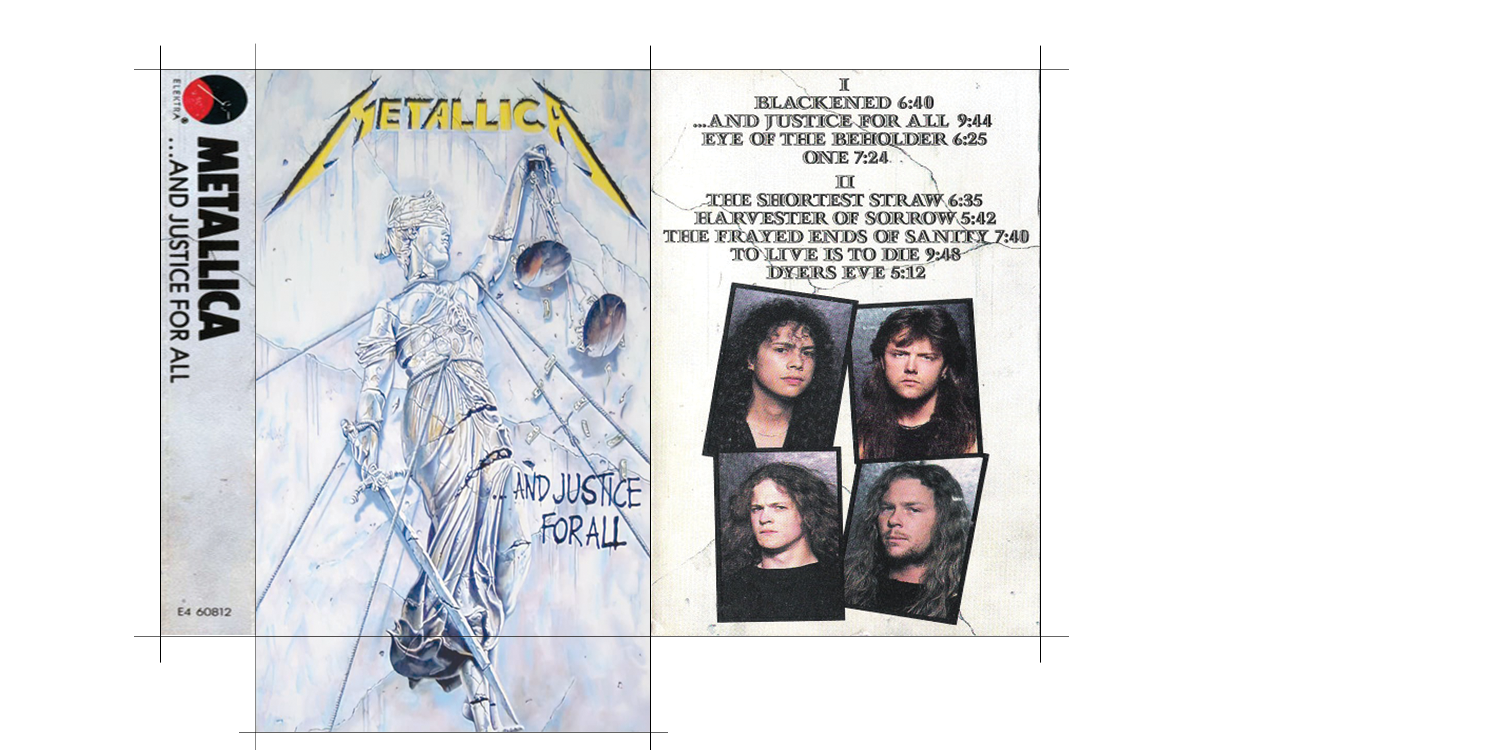 ELEKTRA
METALLICA
...AND JUSTICE FOR ALL
E4 60812
METALLICA
... AND JUSTICE
FOR ALL
I
BLACKENED 6:40
...AND JUSTICE FOR ALL 9:44
EYE OF THE BEHOLDER 6:25
ONE 7:24
II
THE SHORTEST STRAW 6:35
HARVESTER OF SORROW 5:42
THE FRAYED ENDS OF SANITY 7:40
TO LIVE IS TO DIE 9:48
DYERS EVE 5:12